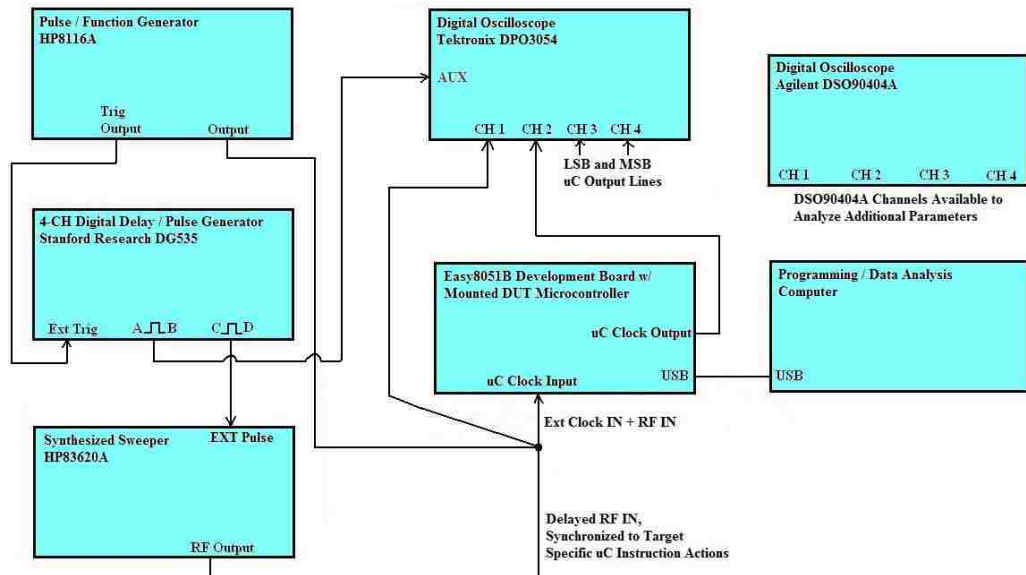 Pulse / Function Generator
HP8116A
Trig
Output
Output
Digital Oscilloscope
Tektronix DPO3054
AUX
CH 1
CH 2
CH 3
CH 4
LSB and MSB
uC Output Lines
Digital Oscilloscope
Agilent DSO90404A
CH 1
CH 2
CH 3
CH 4
DSO90404A Channels Available to
Analyze Additional Parameters
4-CH Digital Delay / Pulse Generator
Stanford Research DG535
Ext Trig
A
B
C
D
Easy8051B Development Board w/
Mounted DUT Microcontroller
uC Clock Output
USB
uC Clock Input
Programming / Data Analysis
Computer
USB
Ext Clock IN + RF IN
Synthesized Sweeper
HP83620A
EXT Pulse
RF Output
Delayed RF IN,
Synchronized to Target
Specific uC Instruction Actions